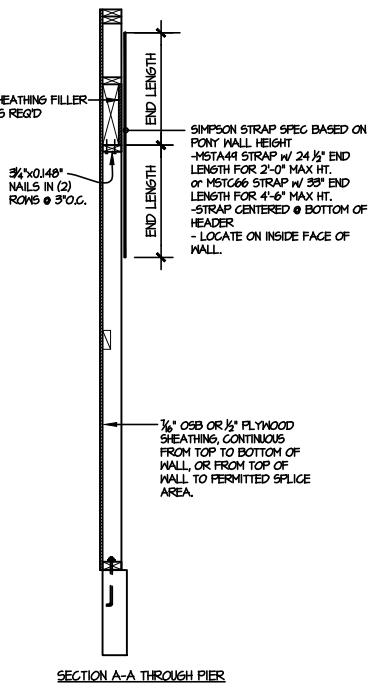 HEATHING FILLER
S REQ'D
END LENGTH
END LENGTH
SIMPSON STRAP SPEC BASED ON
PONY WALL HEIGHT
-MSTA49 STRAP W/ 24 ½" END
LENGTH FOR 2'-0" MAX HT.
or MSTC66 STRAP W/ 33" END
LENGTH FOR 4'-6" MAX HT.
-STRAP CENTERED @ BOTTOM OF
HEADER
- LOCATE ON INSIDE FACE OF
WALL.
3¼"x0.148"
NAILS IN (2)
ROWS @ 3"O.C.
7/16" OSB OR ½" PLYWOOD
SHEATHING, CONTINUOUS
FROM TOP TO BOTTOM OF
WALL, OR FROM TOP OF
WALL TO PERMITTED SPLICE
AREA.
SECTION A-A THROUGH PIER